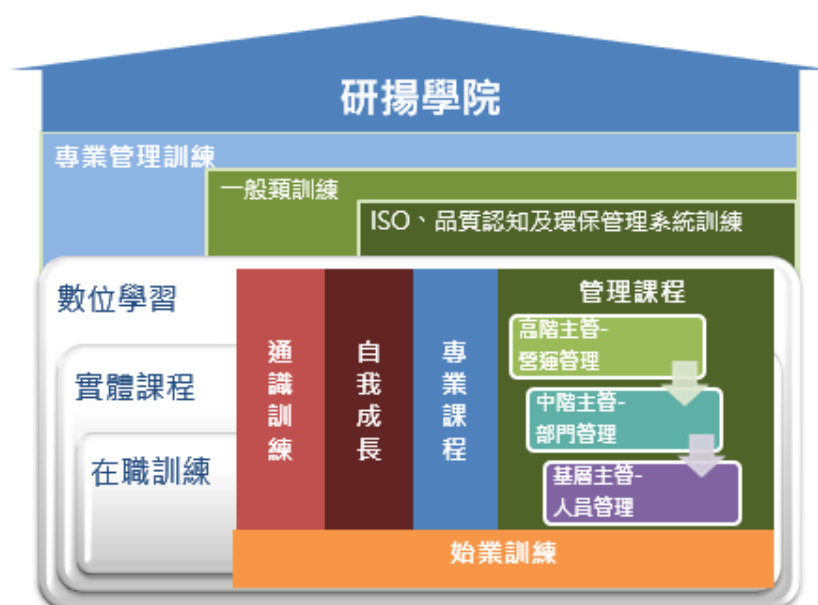 研揚學院
專業管理訓練
一般類訓練
ISO、品質認知及環保管理系統訓練
數位學習
實體課程
在職訓練
通識訓練
自我成長
專業課程
管理課程
高階主管-
營運管理
中階主管-
部門管理
基層主管-
人員管理
始業訓練